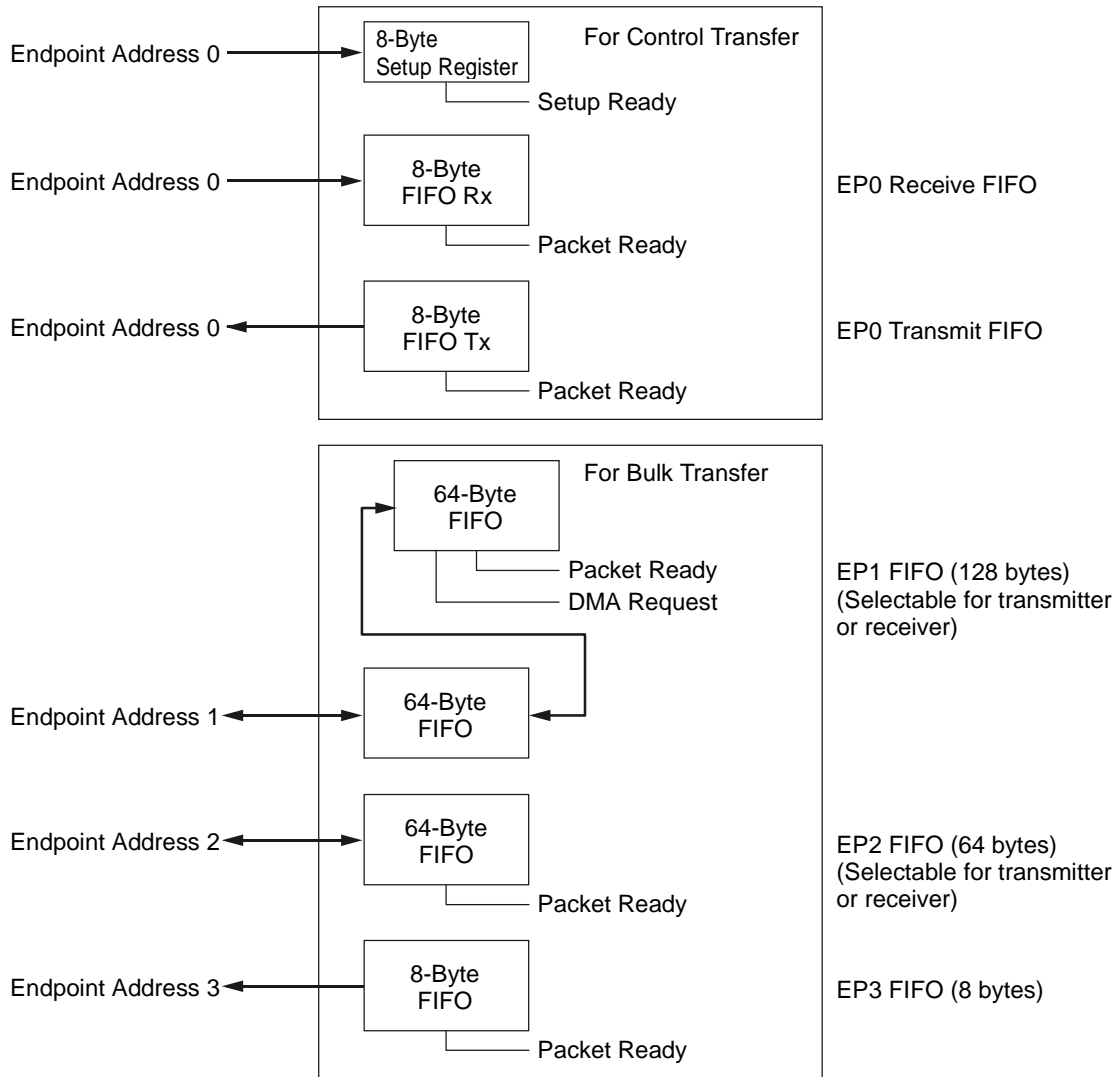 For Control Transfer
Endpoint Address 0
8-Byte
Setup Register
Setup Ready
Endpoint Address 0
8-Byte
FIFO Rx
EP0 Receive FIFO
Packet Ready
Endpoint Address 0
8-Byte
FIFO Tx
EP0 Transmit FIFO
Packet Ready
For Bulk Transfer
64-Byte
FIFO
Packet Ready
DMA Request
EP1 FIFO (128 bytes)
(Selectable for transmitter
or receiver)
Endpoint Address 1
64-Byte
FIFO
Endpoint Address 2
64-Byte
FIFO
Packet Ready
EP2 FIFO (64 bytes)
(Selectable for transmitter
or receiver)
Endpoint Address 3
8-Byte
FIFO
EP3 FIFO (8 bytes)
Packet Ready